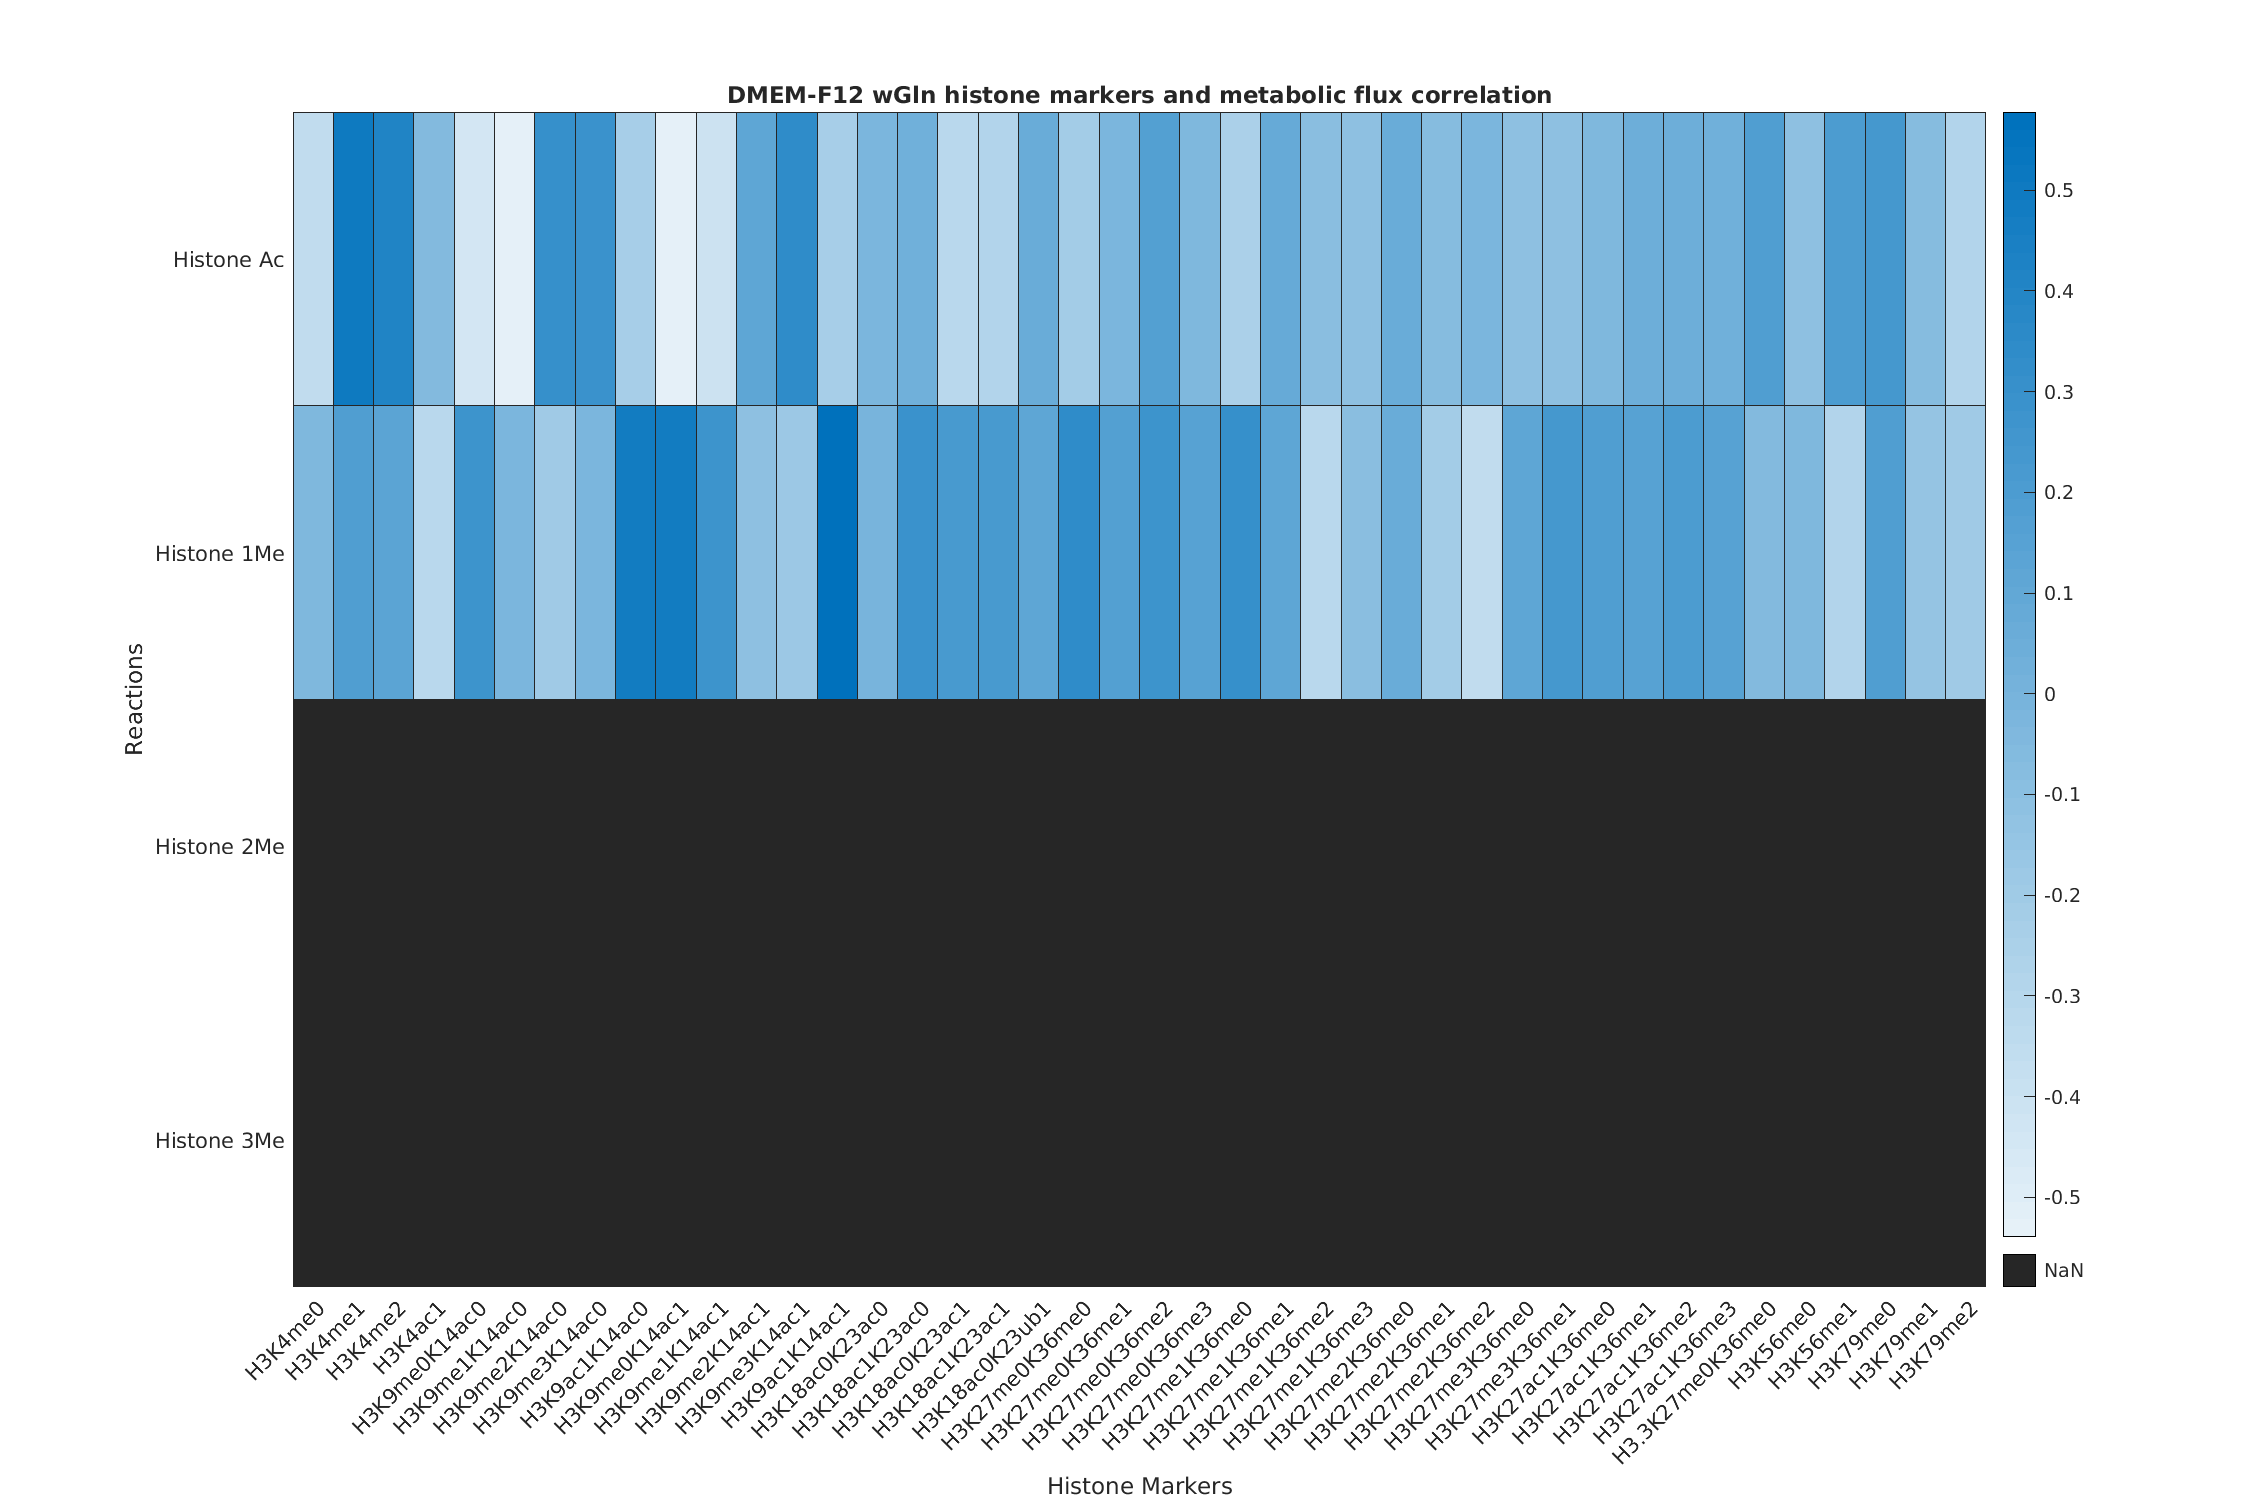 DMEM-F12 wGln histone markers and metabolic flux correlation
Reactions
Histone Ac
Histone 1Me
Histone 2Me
Histone 3Me
0.5
0.4
0.3
0.2
0.1
0
-0.1
-0.2
-0.3
-0.4
-0.5
NaN
H3K4me0
H3K4me1
H3K4me2
H3K4ac1
H3K9me0K14ac0
H3K9me1K14ac0
H3K9me2K14ac0
H3K9me3K14ac0
H3K9ac1K14ac0
H3K9me0K14ac1
H3K9me1K14ac1
H3K9me2K14ac1
H3K9me3K14ac1
H3K9ac1K14ac1
H3K18ac0K23ac0
H3K18ac1K23ac0
H3K18ac0K23ac1
H3K18ac1K23ac1
H3K18ac0K23ub1
H3K27me0K36me0
H3K27me0K36me1
H3K27me0K36me2
H3K27me0K36me3
H3K27me1K36me0
H3K27me1K36me1
H3K27me1K36me2
H3K27me1K36me3
H3K27me2K36me0
H3K27me2K36me1
H3K27me2K36me2
H3K27me3K36me0
H3K27me3K36me1
H3K27ac1K36me0
H3K27ac1K36me1
H3K27ac1K36me2
H3K27ac1K36me3
H3.3K27me0K36me0
H3K56me0
H3K56me1
H3K79me0
H3K79me1
H3K79me2
Histone Markers